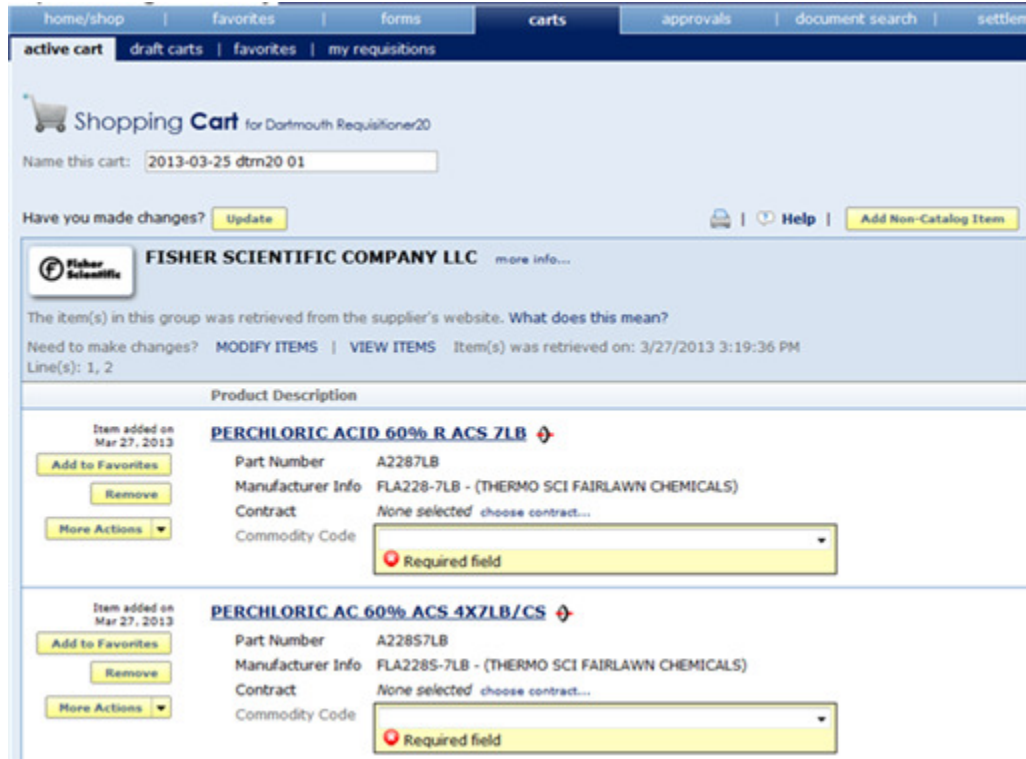 home/shop | favorites | forms carts approvals | document search |
active cart draft carts | favorites | my requisitions
Shopping Cart for Dartmouth Requisitioner20
Name this cart: 2013-03-25 dtrn20 01
Have you made changes? Update | Help | Add Non-Catalog Item
Fisher Scientific
FISHER SCIENTIFIC COMPANY LLC more info...
The item(s) in this group was retrieved from the supplier's website. What does this mean?
Need to make changes? MODIFY ITEMS | VIEW ITEMS Item(s) was retrieved on: 3/27/2013 3:19:36 PM
Line(s): 1, 2
Product Description
Item added on
Mar 27, 2013
Add to Favorites
Remove
More Actions
PERCHLORIC ACID 60% R ACS 7LB
Part Number A2287LB
Manufacturer Info FLA228-7LB - (THERMO SCI FAIRLAWN CHEMICALS)
Contract None selected choose contract...
Commodity Code
Required field
Item added on
Mar 27, 2013
Add to Favorites
Remove
More Actions
PERCHLORIC AC 60% ACS 4X7LB/CS
Part Number A228S7LB
Manufacturer Info FLA228S-7LB - (THERMO SCI FAIRLAWN CHEMICALS)
Contract None selected choose contract...
Commodity Code
Required field